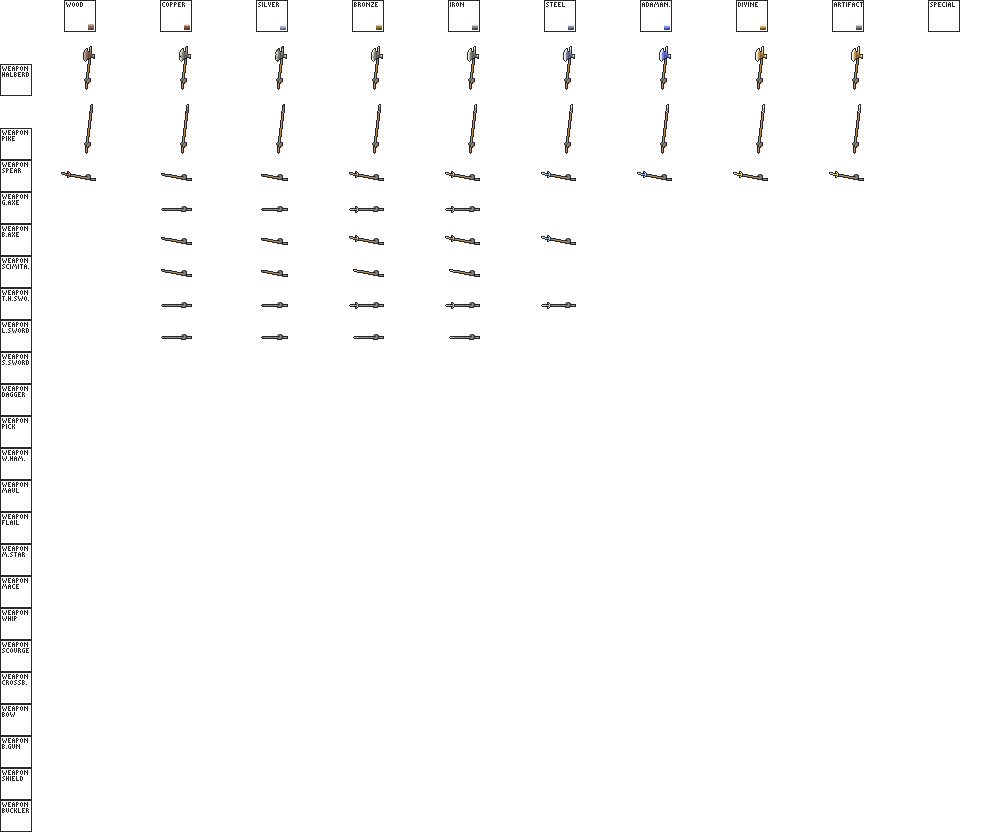 WOOD COPPER SILVER BRONZE IRON STEEL ADAMAN. DIVINE ARTIFACT SPECIAL
WEAPON
HALBERD
WEAPON
PIKE
WEAPON
SPEAR
WEAPON
G.AXE
WEAPON
B.AXE
WEAPON
SCIMITA.
WEAPON
T.H.SWO.
WEAPON
L.SWORD
WEAPON
S.SWORD
WEAPON
DAGGER
WEAPON
PICK
WEAPON
W.HAM.
WEAPON
MAUL
WEAPON
FLAIL
WEAPON
M.STAR
WEAPON
MACE
WEAPON
WHIP
WEAPON
SCOURGE
WEAPON
CROSSB.
WEAPON
BOW
WEAPON
B.GUN
WEAPON
SHIELD
WEAPON
BUCKLER